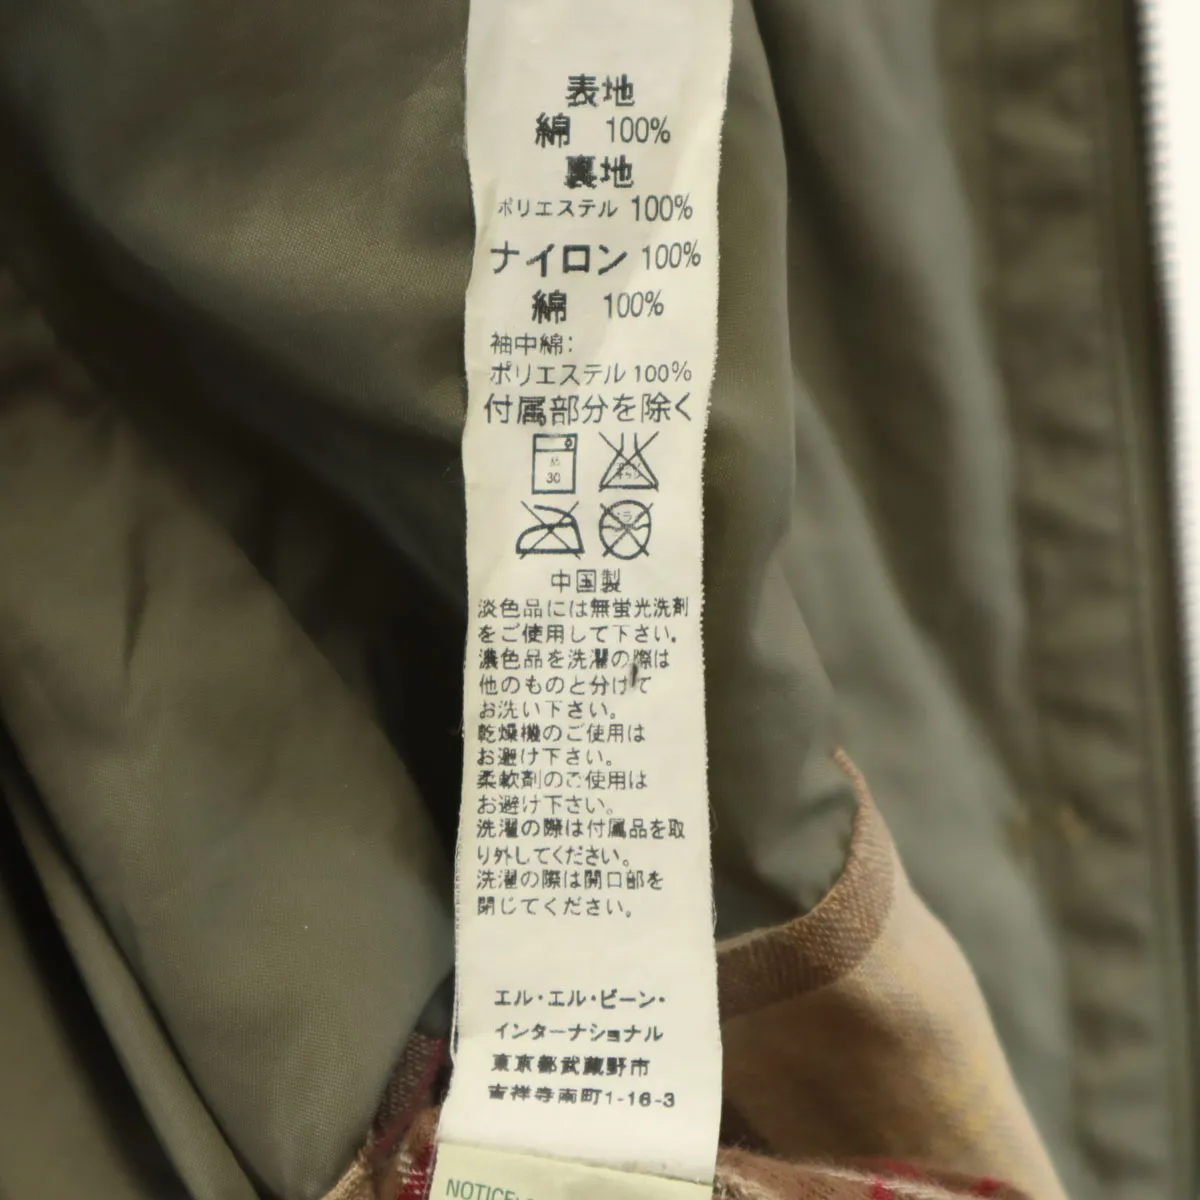 表地
綿 100%
裏地
ポリエステル 100%
ナイロン 100%
綿 100%
袖中綿:
ポリエステル 100%
付属部分を除く
30
中国製
淡色品には無蛍光洗剤
をご使用して下さい。
濃色品を洗濯の際は
他のものと分けて
お洗い下さい。
乾燥機のご使用は
お避け下さい。
柔軟剤のご使用は
お避け下さい。
洗濯の際は付属品を取
り外してください。
洗濯の際は開口部を
閉じてください。
エル・エル・ビーン・
インターナショナル
東京都武蔵野市
吉祥寺南町1-16-3
NOTICE: